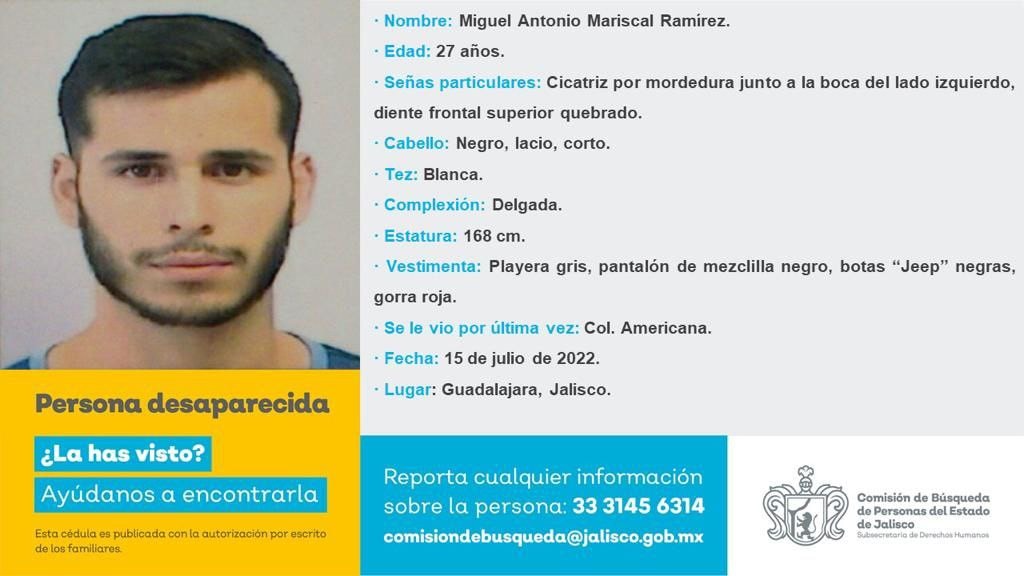 · Nombre: Miguel Antonio Mariscal Ramírez.
· Edad: 27 años.
· Señas particulares: Cicatriz por mordedura junto a la boca del lado izquierdo,
diente frontal superior quebrado.
· Cabello: Negro, lacio, corto.
· Tez: Blanca.
· Complexión: Delgada.
· Estatura: 168 cm.
· Vestimenta: Playera gris, pantalón de mezclilla negro, botas “Jeep” negras,
gorra roja.
· Se le vio por última vez: Col. Americana.
· Fecha: 15 de julio de 2022.
· Lugar: Guadalajara, Jalisco.
Persona desaparecida
¿La has visto?
Ayúdanos a encontrarla
Esta cédula es publicada con la autorización por escrito
de los familiares.
Reporta cualquier información
sobre la persona: 33 3145 6314
comisiondebusqueda@jalisco.gob.mx
Comisión de Búsqueda
de Personas del Estado
de Jalisco
Subsecretaría de Derechos Humanos